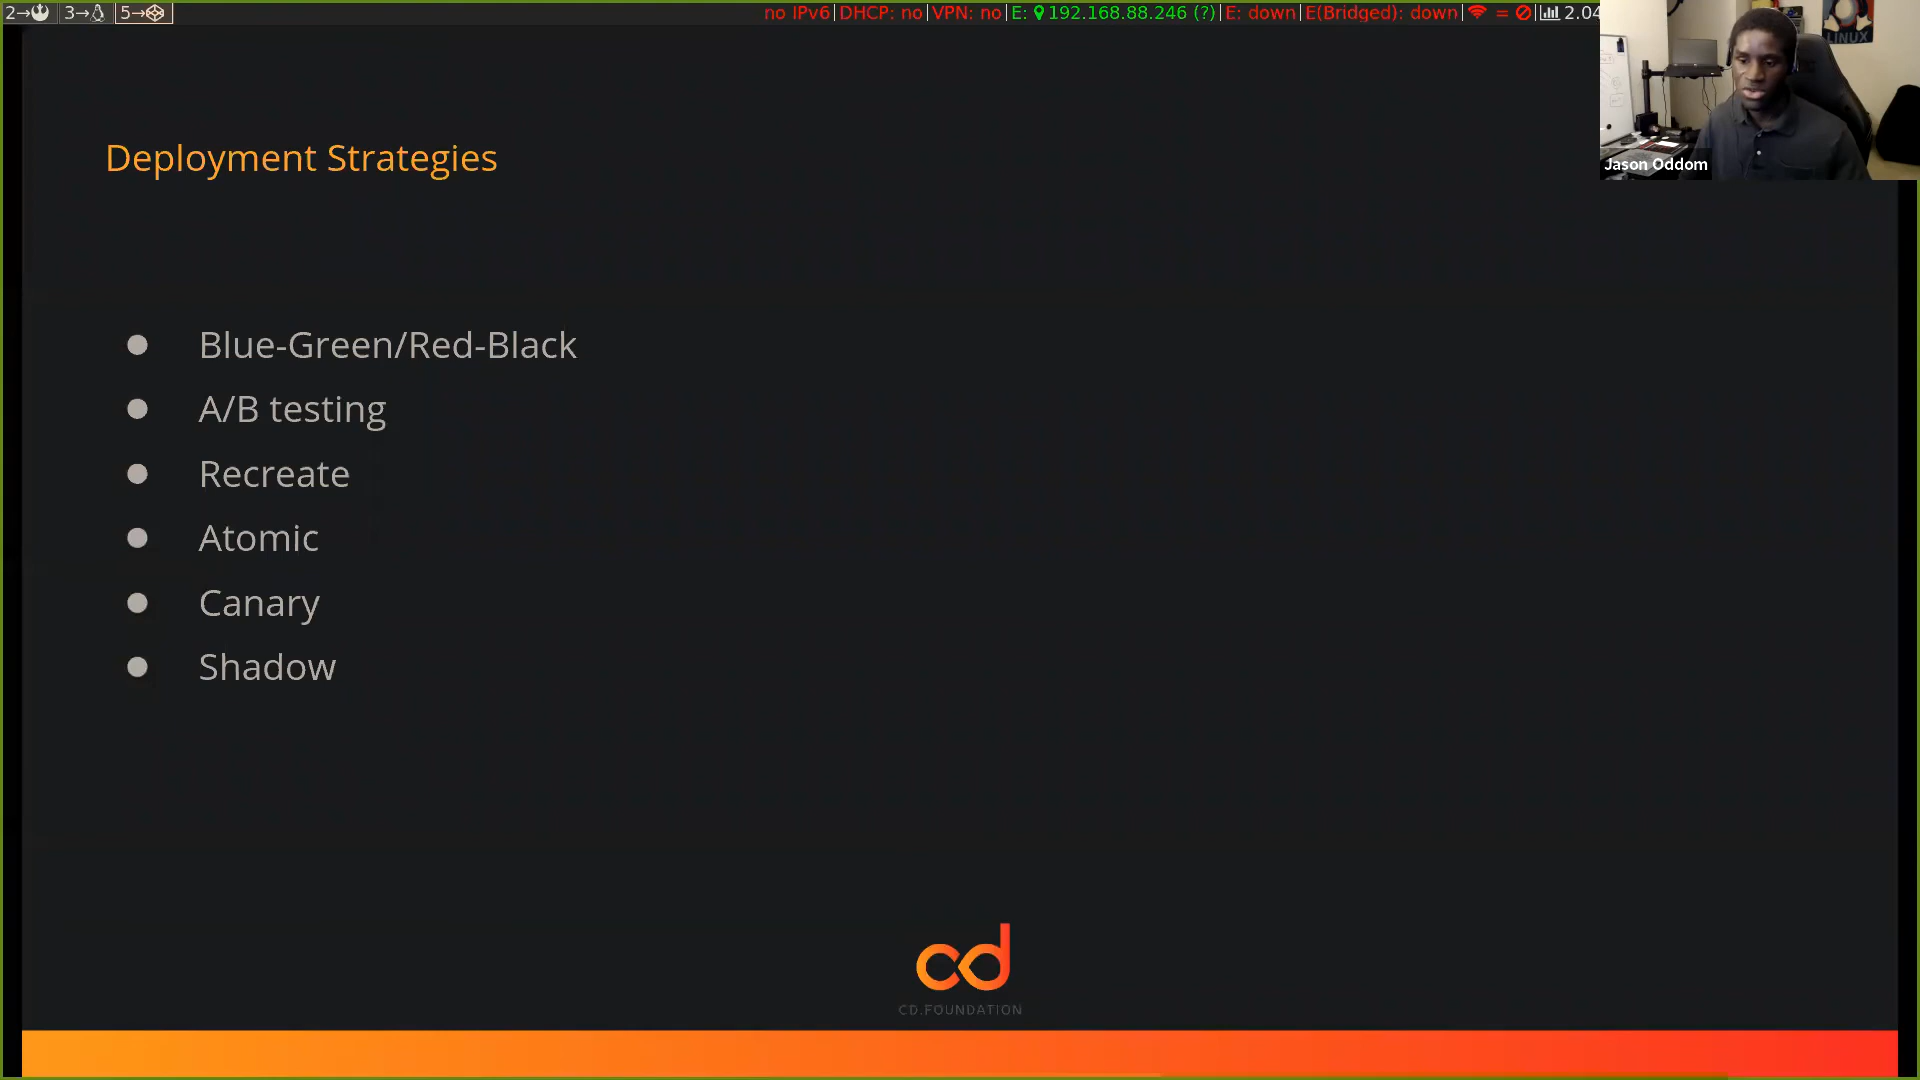 2→ 3→ 5→
no IPv6|DHCP: no|VPN: no|E: 192.168.88.246 (?)|E: down|E(Bridged): down| = | 2.04
LINUX
Jason Oddom
Deployment Strategies
● Blue-Green/Red-Black
● A/B testing
● Recreate
● Atomic
● Canary
● Shadow
cd
CD.FOUNDATION